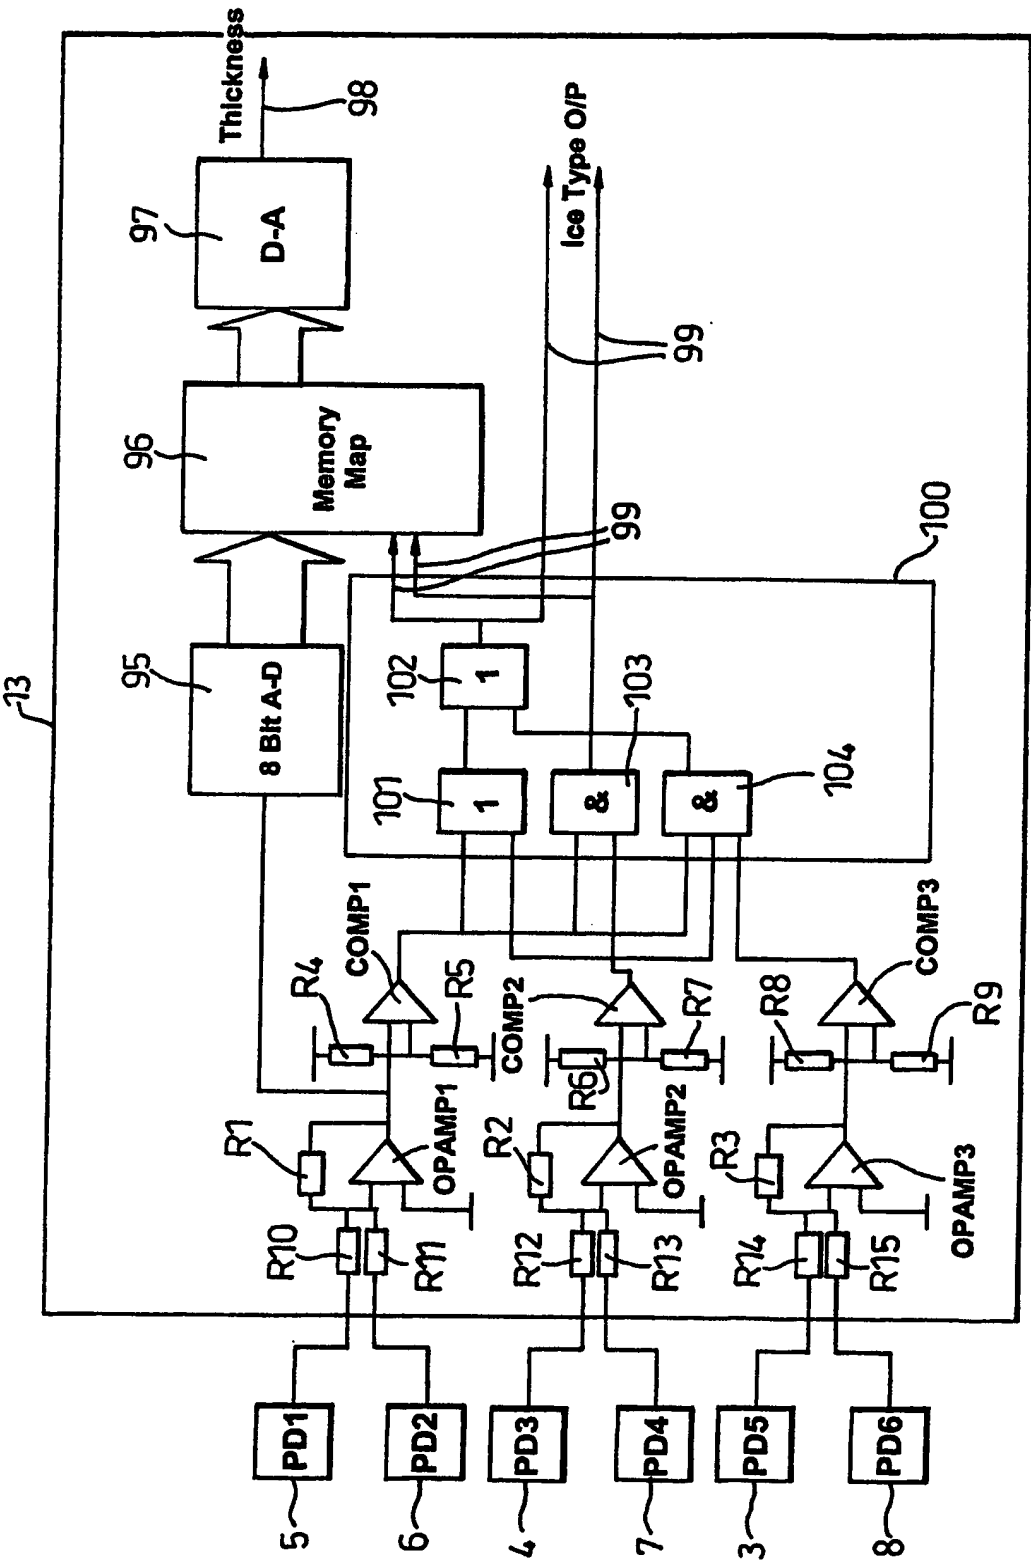 13
Thickness
98
97
D-A
96
Memory
Map
95
8 Bit A-D
Ice Type O/P
99
99
100
102
1
101
1
103
&
104
&
COMP1
R4
R5
COMP2
R6
R7
COMP3
R8
R9
R1
OPAMP1
R10
R11
R2
OPAMP2
R12
R13
R3
OPAMP3
R14
R15
PD1
5
PD2
6
PD3
4
PD4
7
PD5
3
PD6
8